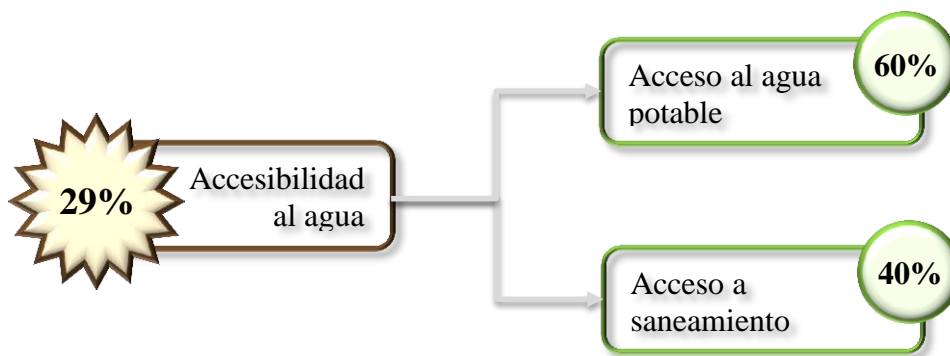 29%
Accesibilidad
al agua
Acceso al agua
potable
60%
Acceso a
saneamiento
40%